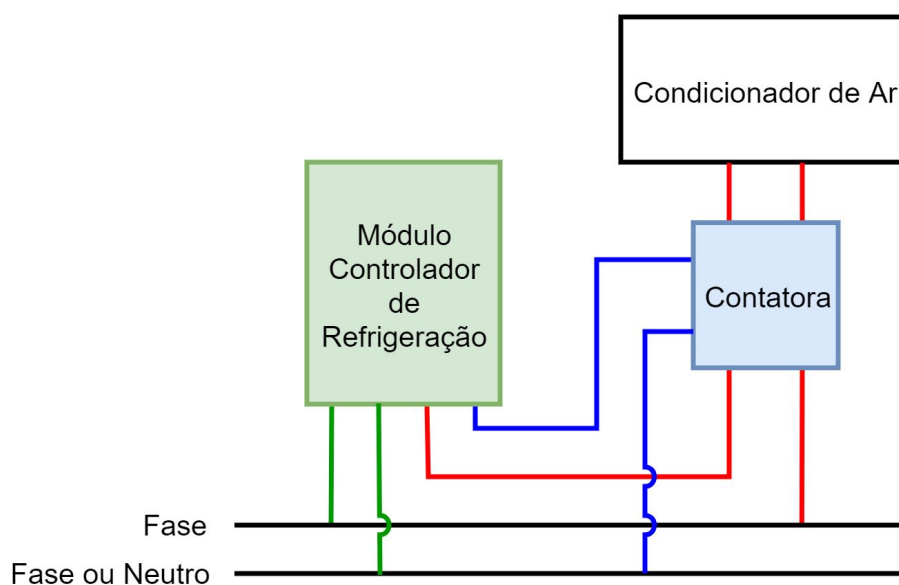 Condicionador de Ar
Módulo
Controlador
de
Refrigeração
Contatora
Fase
Fase ou Neutro